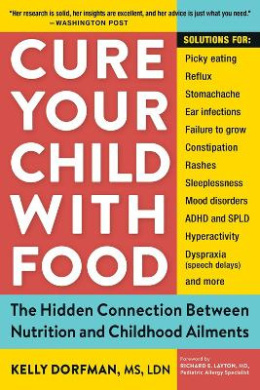 "Her research is solid, her insights are excellent, and her advice is just what you need."
—WASHINGTON POST
CURE
YOUR
CHILD
WITH
FOOD
SOLUTIONS FOR:
Picky eating
Reflux
Stomachache
Ear infections
Failure to grow
Constipation
Rashes
Sleeplessness
Mood disorders
ADHD and SPLD
Hyperactivity
Dyspraxia
(speech delays)
and more
The Hidden Connection Between
Nutrition and Childhood Ailments
KELLY DORFMAN, MS, LDN
Foreword by
RICHARD E. LAYTON, MD,
Pediatric Allergy Specialist